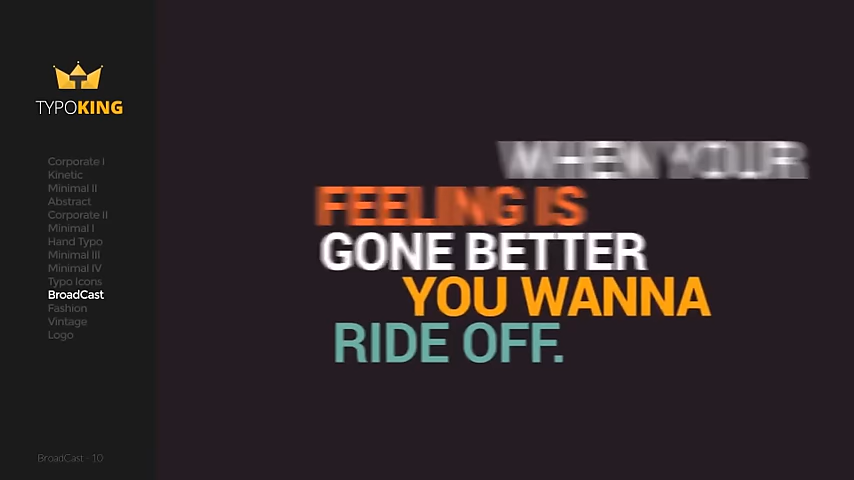 TYPOKING
Corporate I
Kinetic
Minimal II
Abstract
Corporate II
Minimal I
Hand Typo
Minimal III
Minimal IV
Typo Icons
BroadCast
Fashion
Vintage
Logo
BroadCast - 10
WHEN YOUR
FEELING IS
GONE BETTER
YOU WANNA
RIDE OFF.